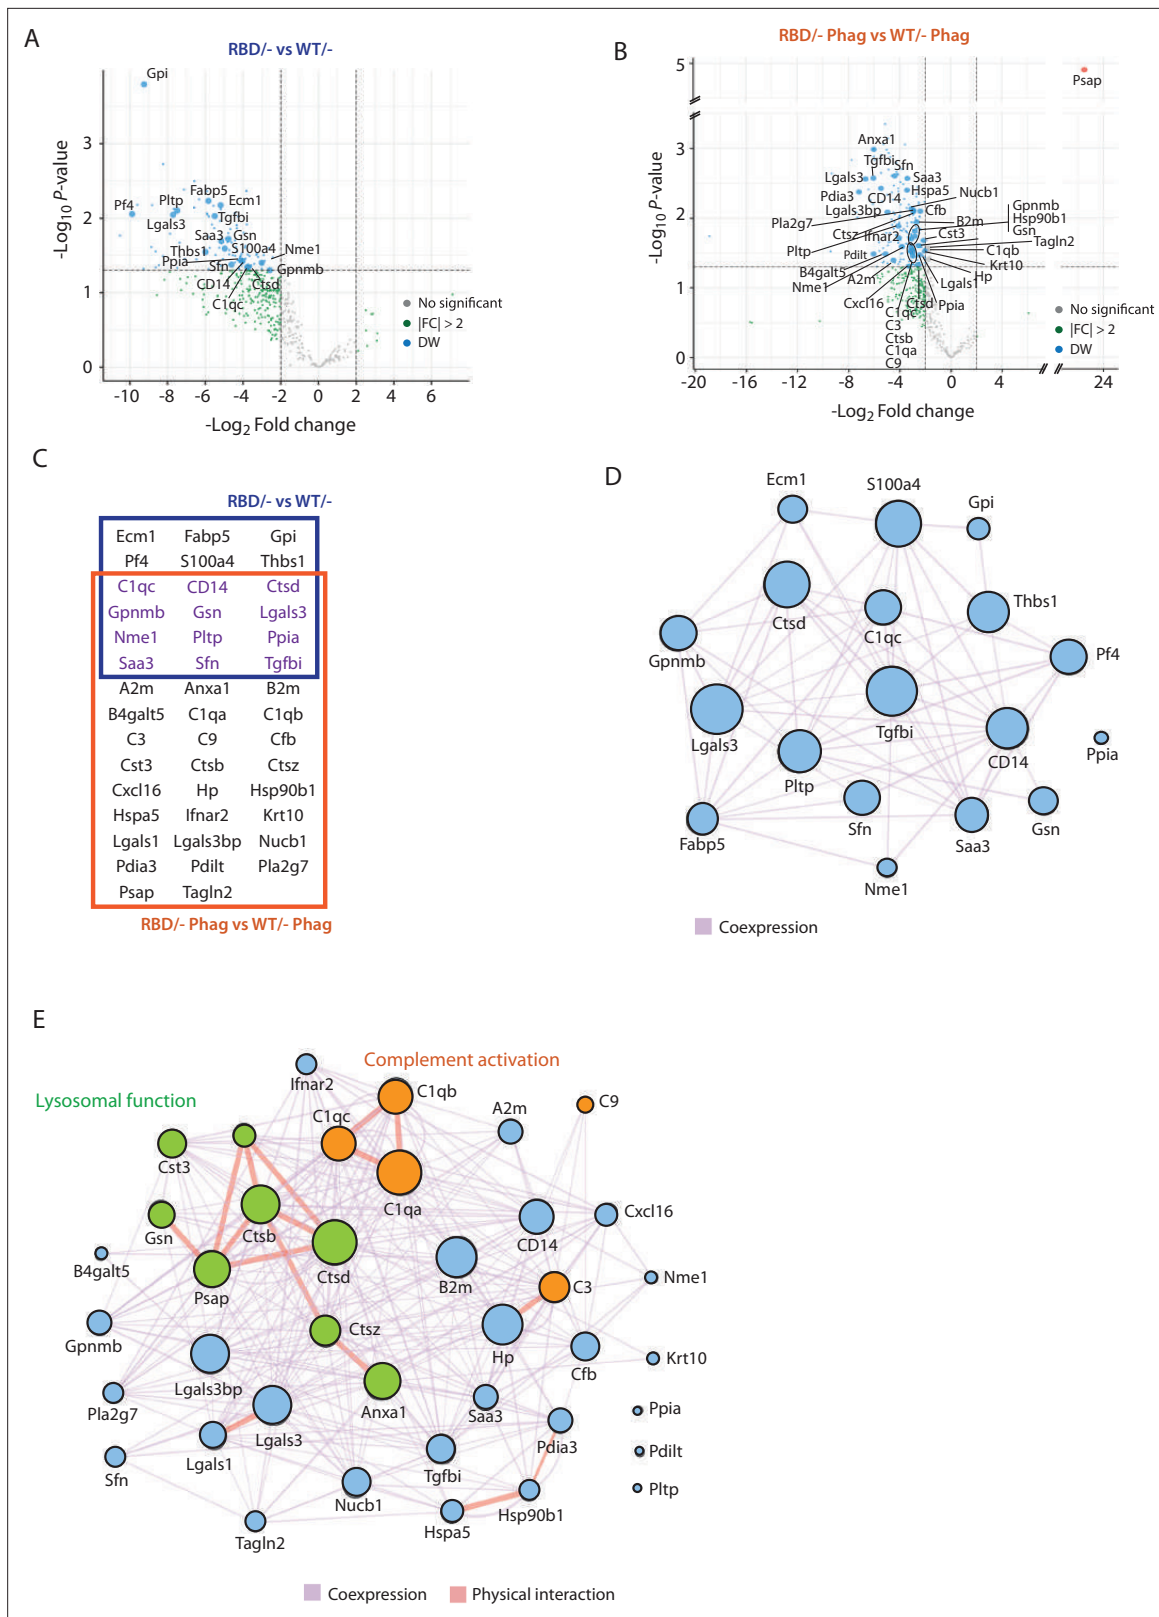 A
RBD/- vs WT/-
Gpi
3
Fabp5
Pltp
Ecm1
Pf4
Lgals3
Tgfbi
2
Saa3
Gsn
Thbs1
S100a4
Nme1
Ppia
Sfn
Gpnmb
CD14
Ctsd
C1qc
1
0
No significant
|FC| > 2
DW
-Log10 P-value
-10 -8 -6 -4 -2 0 2 4 6
-Log2 Fold change
B
RBD/- Phag vs WT/- Phag
5
Psap
3
Anxa1
Tgfbi
Sfn
Lgals3
Saa3
Pdia3
CD14
Hspa5
Nucb1
Lgals3bp
Cfb
Gpnmb
2
Pla2g7
B2m
Hsp90b1
Ctsz
Ifnar2
Cst3
Gsn
Tagln2
Pltp
Pdilt
C1qb
B4galt5
Krt10
Nme1
A2m
Hp
Lgals1
Cxcl16
Ctsd
Ppia
1
C1qc
C3
Ctsb
C1qa
C9
0
No significant
|FC| > 2
DW
-Log10 P-value
-20 -16 -12 -8 -4 0 4 24
-Log2 Fold change
C
RBD/- vs WT/-
Ecm1 Fabp5 Gpi
Pf4 S100a4 Thbs1
C1qc CD14 Ctsd
Gpnmb Gsn Lgals3
Nme1 Pltp Ppia
Saa3 Sfn Tgfbi
A2m Anxa1 B2m
B4galt5 C1qa C1qb
C3 C9 Cfb
Cst3 Ctsb Ctsz
Cxcl16 Hp Hsp90b1
Hspa5 Ifnar2 Krt10
Lgals1 Lgals3bp Nucb1
Pdia3 Pdilt Pla2g7
Psap Tagln2
RBD/- Phag vs WT/- Phag
D
Ecm1
S100a4
Gpi
Ctsd
C1qc
Thbs1
Gpnmb
Pf4
Lgals3
Tgfbi
CD14
Ppia
Pltp
Fabp5
Sfn
Saa3
Gsn
Nme1
Coexpression
E
Complement activation
Lysosomal function
Ifnar2
C1qb
C1qc
A2m
C9
Cst3
C1qa
Gsn
Ctsb
CD14
Cxcl16
B4galt5
Psap
Ctsd
B2m
C3
Nme1
Gpnmb
Ctsz
Hp
Cfb
Krt10
Lgals3bp
Pla2g7
Anxa1
Saa3
Ppia
Lgals3
Lgals1
Pdia3
Pdilt
Sfn
Tgfbi
Pltp
Nucb1
Hsp90b1
Hspa5
Tagln2
Coexpression
Physical interaction